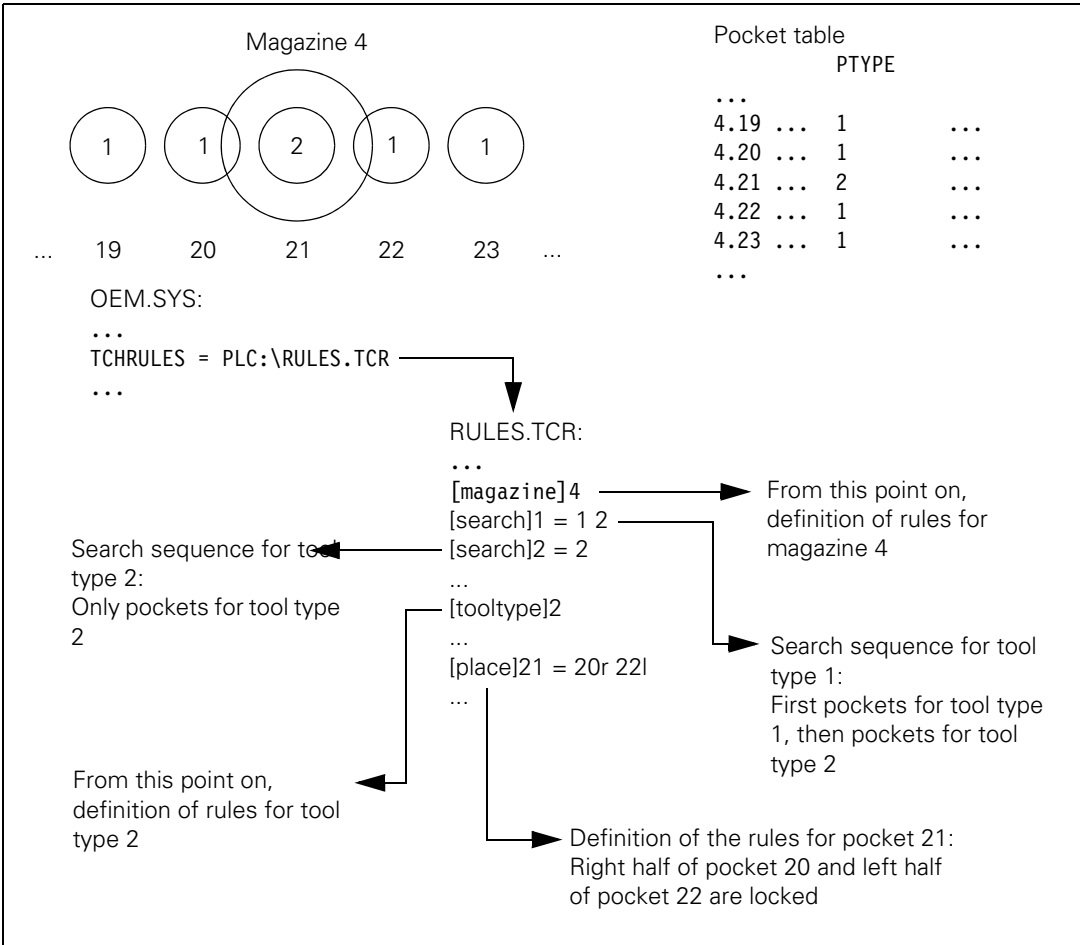 Magazine 4
1 1 2 1 1
... 19 20 21 22 23 ...
Pocket table
PTYPE
...
4.19 ... 1 ...
4.20 ... 1 ...
4.21 ... 2 ...
4.22 ... 1 ...
4.23 ... 1 ...
...
OEM.SYS:
...
TCHRULES = PLC:\RULES.TCR
...
RULES.TCR:
...
[magazine]4
[search]1 = 1 2
[search]2 = 2
...
[tooltype]2
...
[place]21 = 20r 22l
...
From this point on,
definition of rules for
magazine 4
Search sequence for tool
type 2:
Only pockets for tool type
2
Search sequence for tool
type 1:
First pockets for tool type
1, then pockets for tool
type 2
From this point on,
definition of rules for tool
type 2
Definition of the rules for pocket 21:
Right half of pocket 20 and left half
of pocket 22 are locked